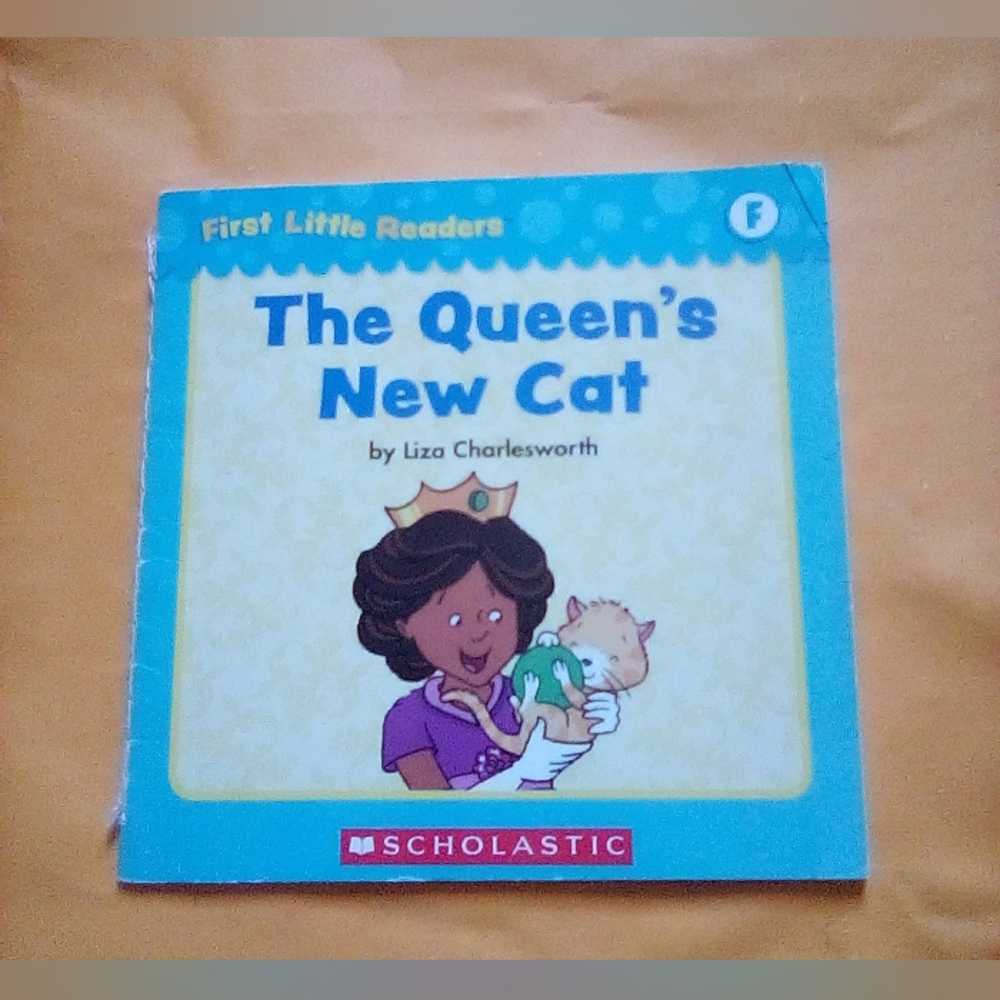 First Little Readers
F
The Queen's
New Cat
by Liza Charlesworth
SCHOLASTIC